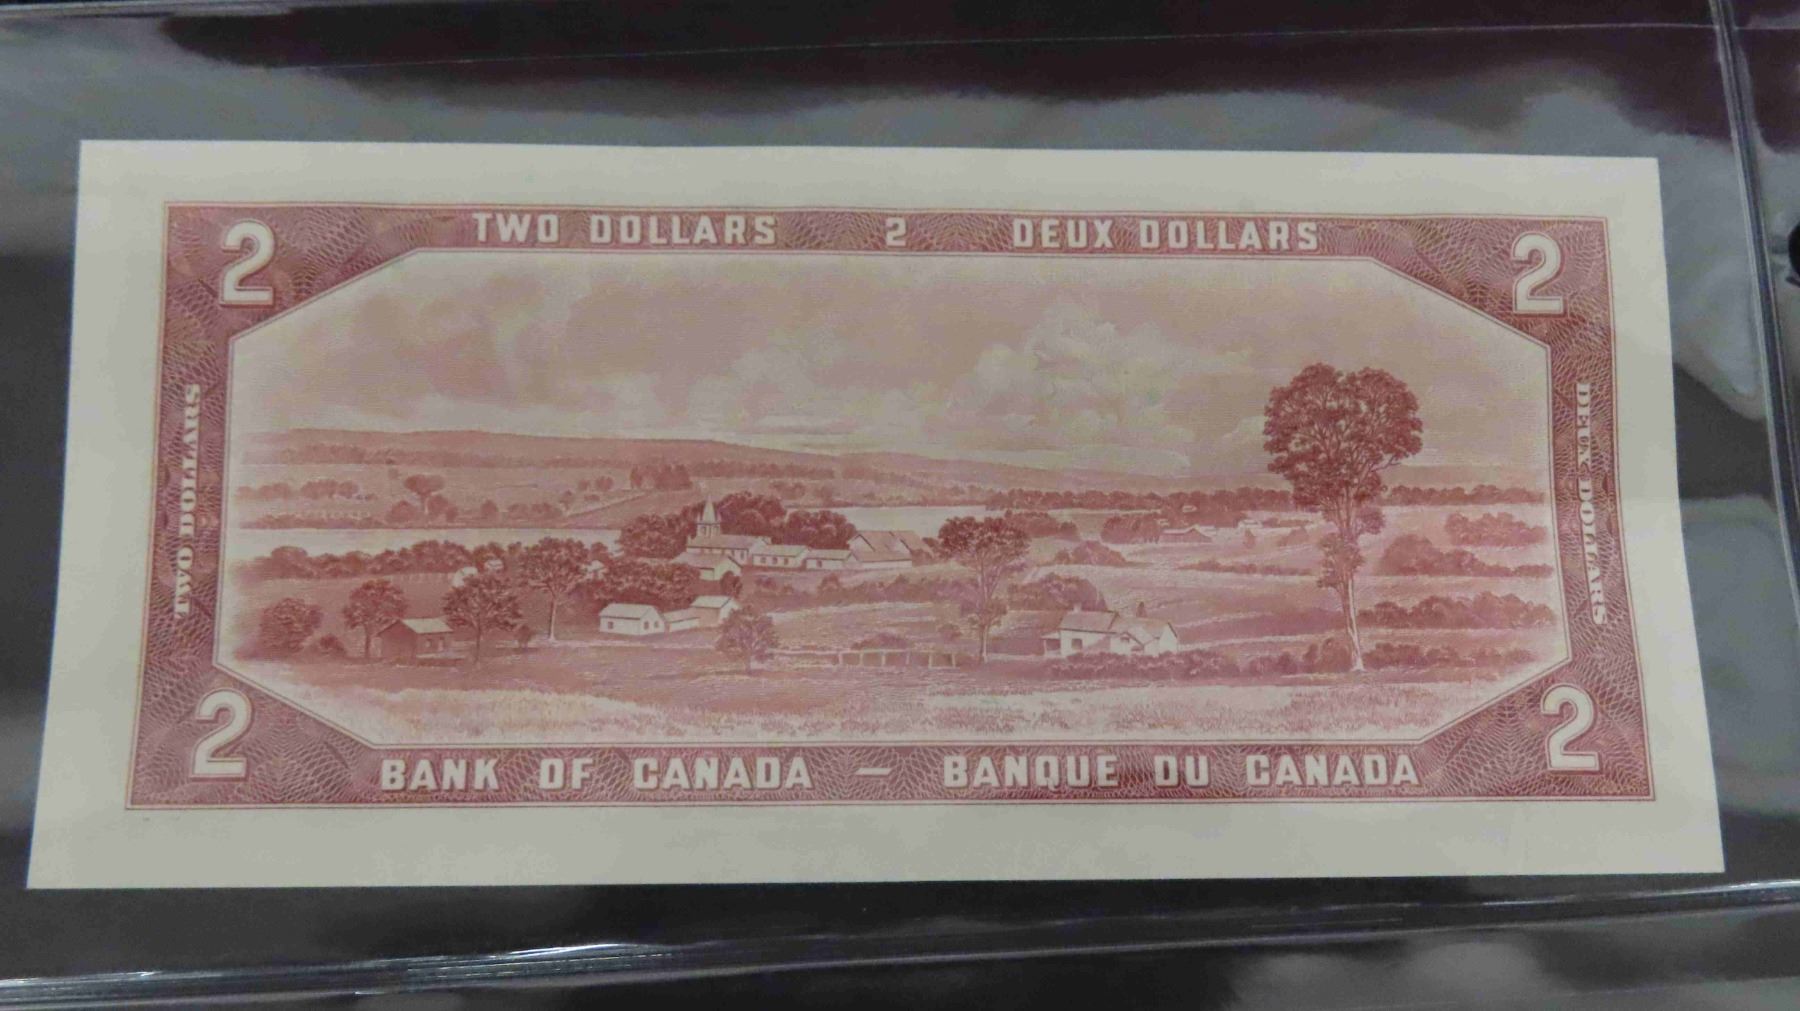 TWO DOLLARS 2 DEUX DOLLARS
2 2
TWO DOLLARS
DEUX DOLLARS
2 2
BANK OF CANADA — BANQUE DU CANADA